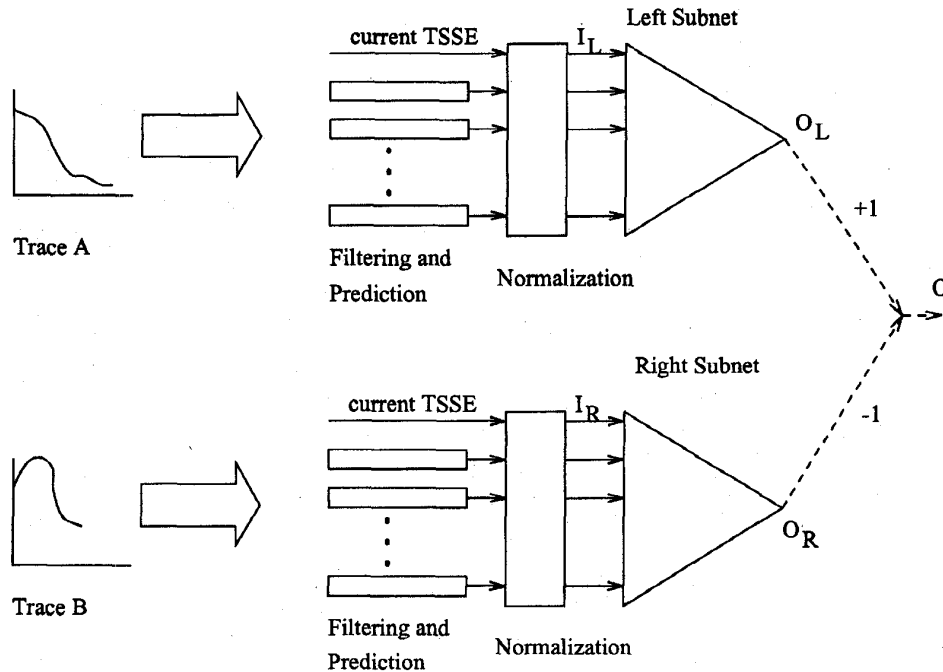 Left Subnet
current TSSE
I_L
O_L
+1
Trace A
Filtering and
Prediction
Normalization
O
Right Subnet
current TSSE
I_R
-1
O_R
Trace B
Filtering and
Prediction
Normalization